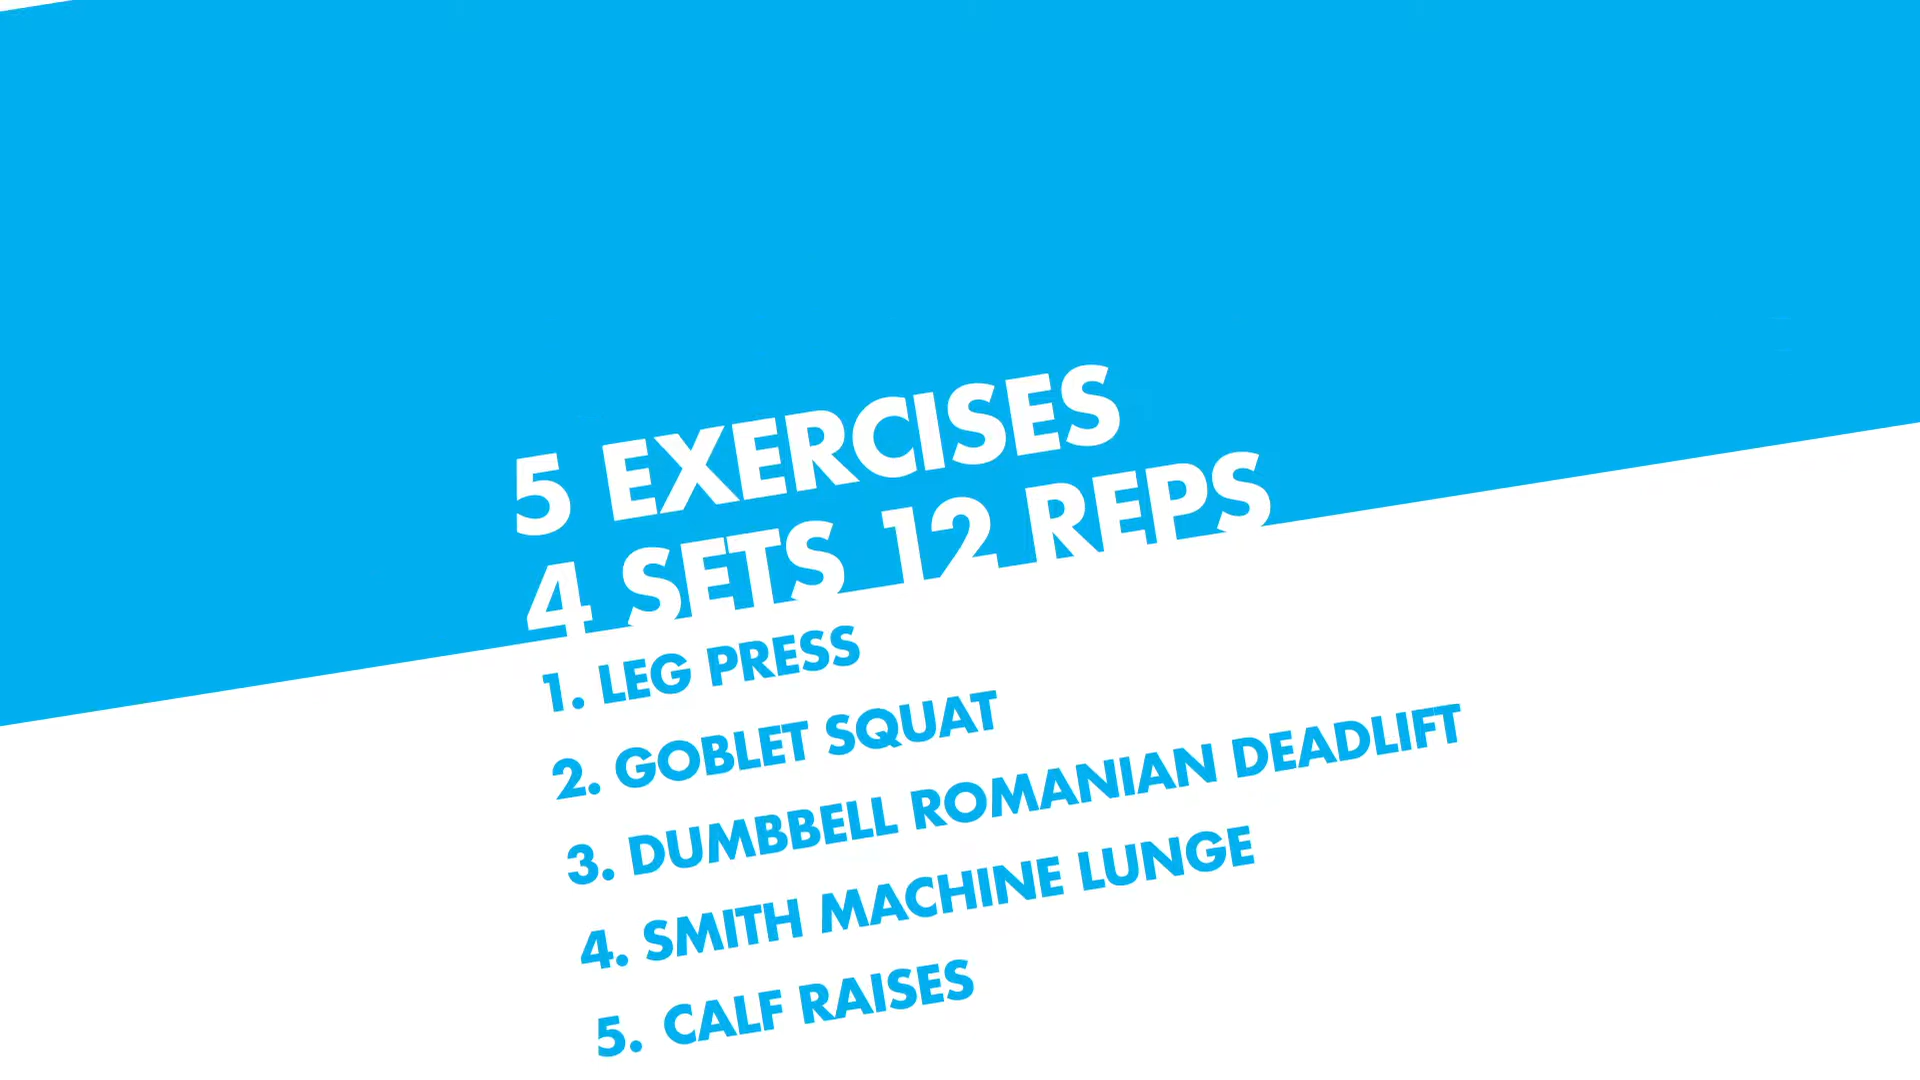 5 EXERCISES
4 SETS 12 REPS
1. LEG PRESS
2. GOBLET SQUAT
3. DUMBBELL ROMANIAN DEADLIFT
4. SMITH MACHINE LUNGE
5. CALF RAISES